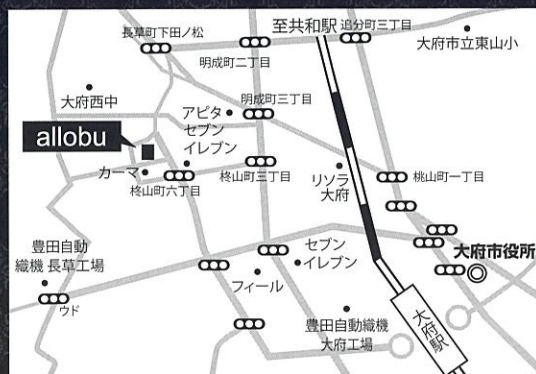 至共和駅
追分町三丁目
長草町下田ノ松
大府市立東山小
明成町二丁目
大府西中
アピタ
明成町三丁目
セブン
イレブン
allobu
カーマ
柊山町六丁目
柊山町三丁目
リソラ
大府
桃山町一丁目
豊田自動
織機 長草工場
セブン
イレブン
大府市役所
フィール
ウド
豊田自動織機
大府工場
大府駅